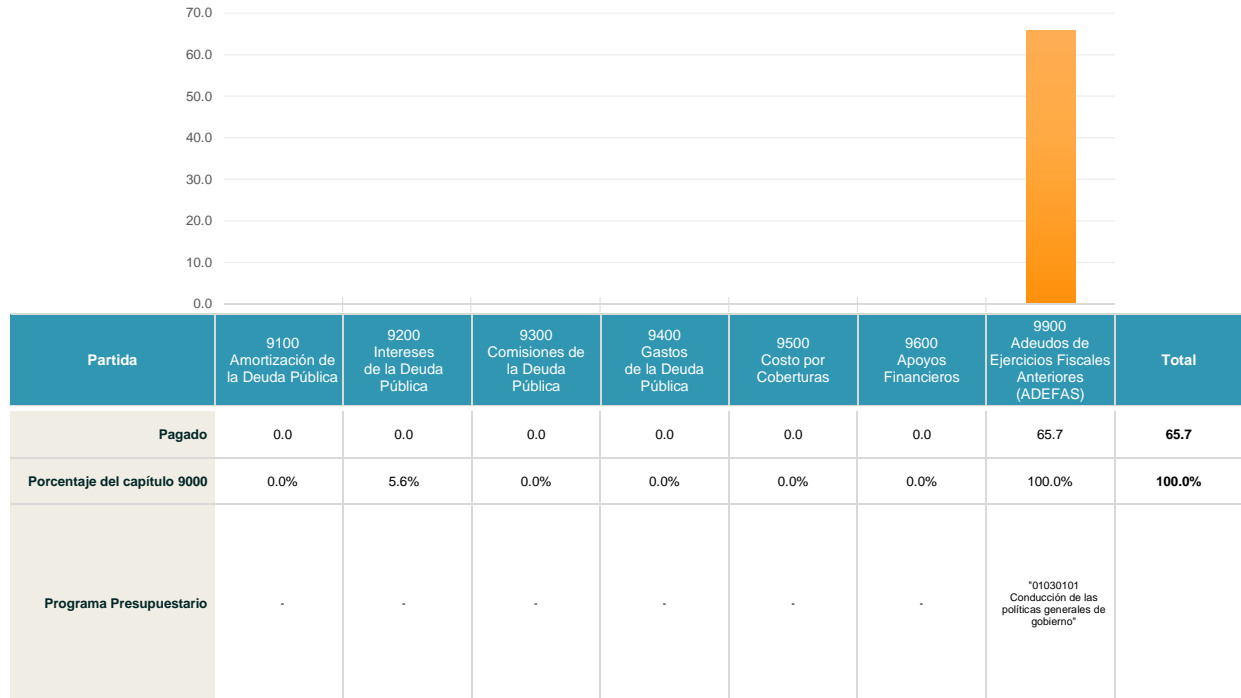 70.0
60.0
50.0
40.0
30.0
20.0
10.0
0.0
Partida
9100
Amortización de
la Deuda Pública
9200
Intereses
de la Deuda
Pública
9300
Comisiones de
la Deuda
Pública
9400
Gastos
de la Deuda
Pública
9500
Costo por
Coberturas
9600
Apoyos
Financieros
9900
Adeudos de
Ejercicios Fiscales
Anteriores
(ADEFAS)
Total
Pagado
0.0
0.0
0.0
0.0
0.0
0.0
65.7
65.7
Porcentaje del capítulo 9000
0.0%
5.6%
0.0%
0.0%
0.0%
0.0%
100.0%
100.0%
Programa Presupuestario
-
-
-
-
-
-
"01030101
Conducción de las
políticas generales de
gobierno"